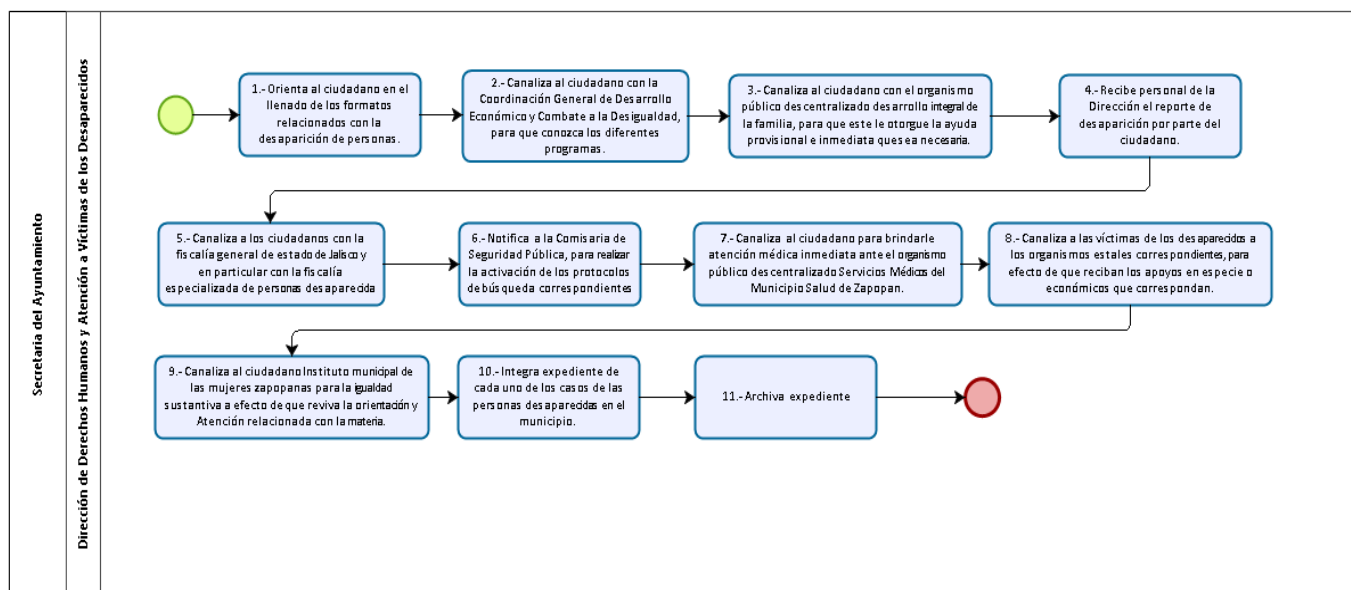 Secretaria del Ayuntamiento
Dirección de Derechos Humanos y Atención a Víctimas de los Desaparecidos
1.- Orienta al ciudadano en el
llenado de los formatos
relacionados con la
desaparición de personas.
2.- Canaliza al ciudadano con la
Coordinación General de Desarrollo
Económico y Combate a la Desigualdad,
para que conozca los diferentes
programas.
3.- Canaliza al ciudadano con el organismo
público descentralizado desarrollo integral de
la familia, para que este le otorgue la ayuda
provisional e inmediata que sea necesaria.
4.- Recibe personal de la
Dirección el reporte de
desaparición por parte del
ciudadano.
5.- Canaliza a los ciudadanos con la
fiscalía general de estado de Jalisco y
en particular con la fiscalía
especializada de personas desaparecida
6.- Notifica a la Comisaria de
Seguridad Pública, para realizar
la activación de los protocolos
de búsqueda correspondientes
7.- Canaliza al ciudadano para brindarle
atención médica inmediata ante el organismo
público descentralizado Servicios Médicos del
Municipio Salud de Zapopan.
8.- Canaliza a las víctimas de los desaparecidos a
los organismos estales correspondientes, para
efecto de que reciban los apoyos en especie o
económicos que correspondan.
9.- Canaliza al ciudadano Instituto municipal de
las mujeres zapopanas para la igualdad
sustantiva a efecto de que reviva la orientación y
Atención relacionada con la materia.
10.- Integra expediente de
cada uno de los casos de las
personas desaparecidas en el
municipio.
11.- Archiva expediente